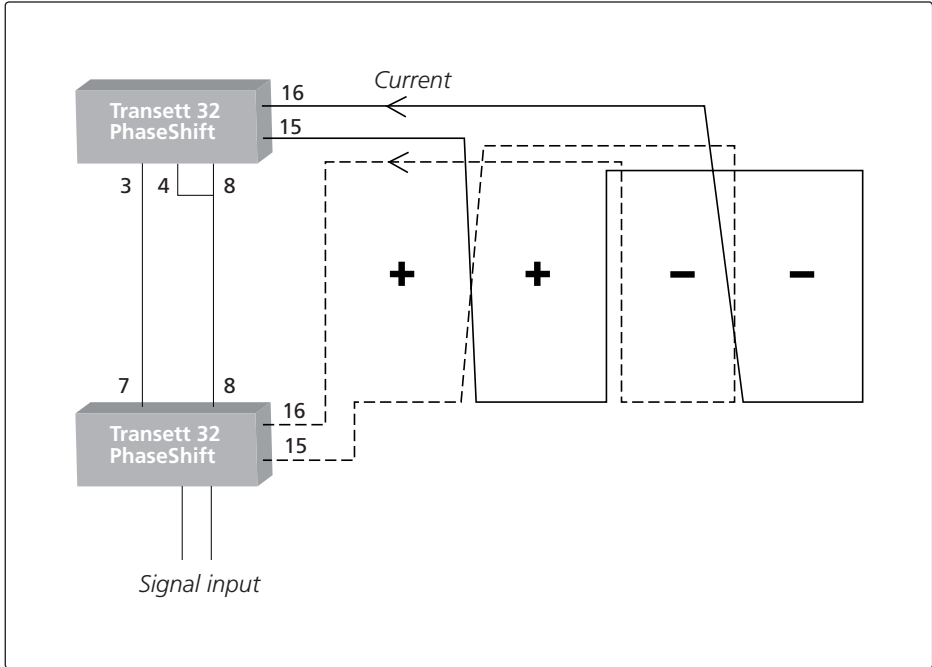 Current
Transett 32
PhaseShift
16
15
3 4 8
+ + − −
7 8
Transett 32
PhaseShift
16
15
Signal input